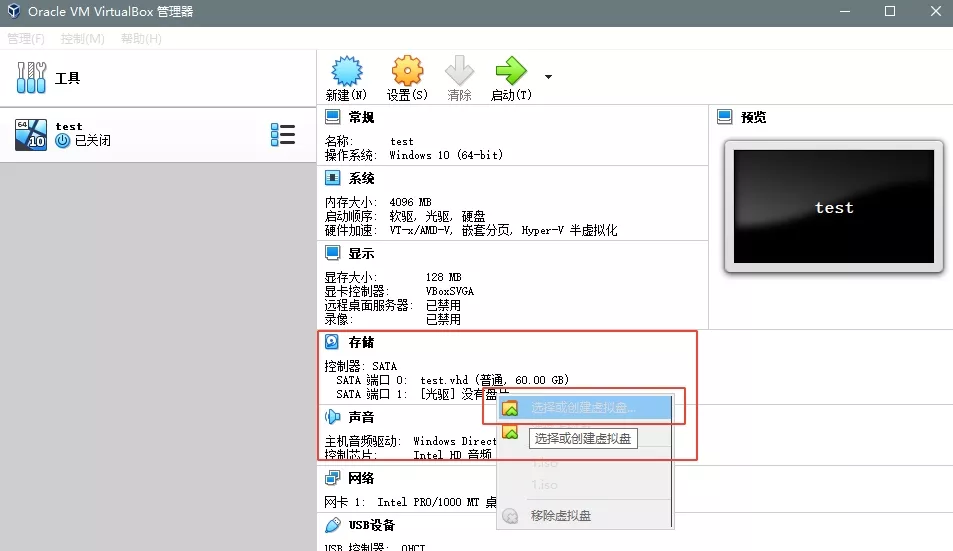 Oracle VM VirtualBox 管理器
管理(F) 控制(M) 帮助(H)
工具
新建(N) 设置(S) 清除 启动(T)
64
10
test
已关闭
常规
名称: test
操作系统: Windows 10 (64-bit)
系统
内存大小: 4096 MB
启动顺序: 软驱, 光驱, 硬盘
硬件加速: VT-x/AMD-V, 嵌套分页, Hyper-V 半虚拟化
显示
显存大小: 128 MB
显卡控制器: VBoxSVGA
远程桌面服务器: 已禁用
录像: 已禁用
存储
控制器: SATA
SATA 端口 0: test.vhd (普通, 60.00 GB)
SATA 端口 1: [光驱] 没有盘片
声音
主机音频驱动: Windows Direct
控制芯片: Intel HD 音频
网络
网卡 1: Intel PRO/1000 MT 桌
USB设备
USB 控制器: OHCI
预览
test
选择或创建虚拟盘...
选择或创建虚拟盘
1.iso
1.iso
移除虚拟盘